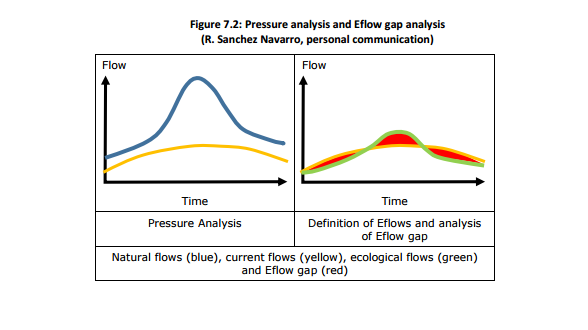 Figure 7.2: Pressure analysis and Eflow gap analysis
(R. Sanchez Navarro, personal communication)
Flow
Time
Flow
Time
Pressure Analysis
Definition of Eflows and analysis
of Eflow gap
Natural flows (blue), current flows (yellow), ecological flows (green)
and Eflow gap (red)